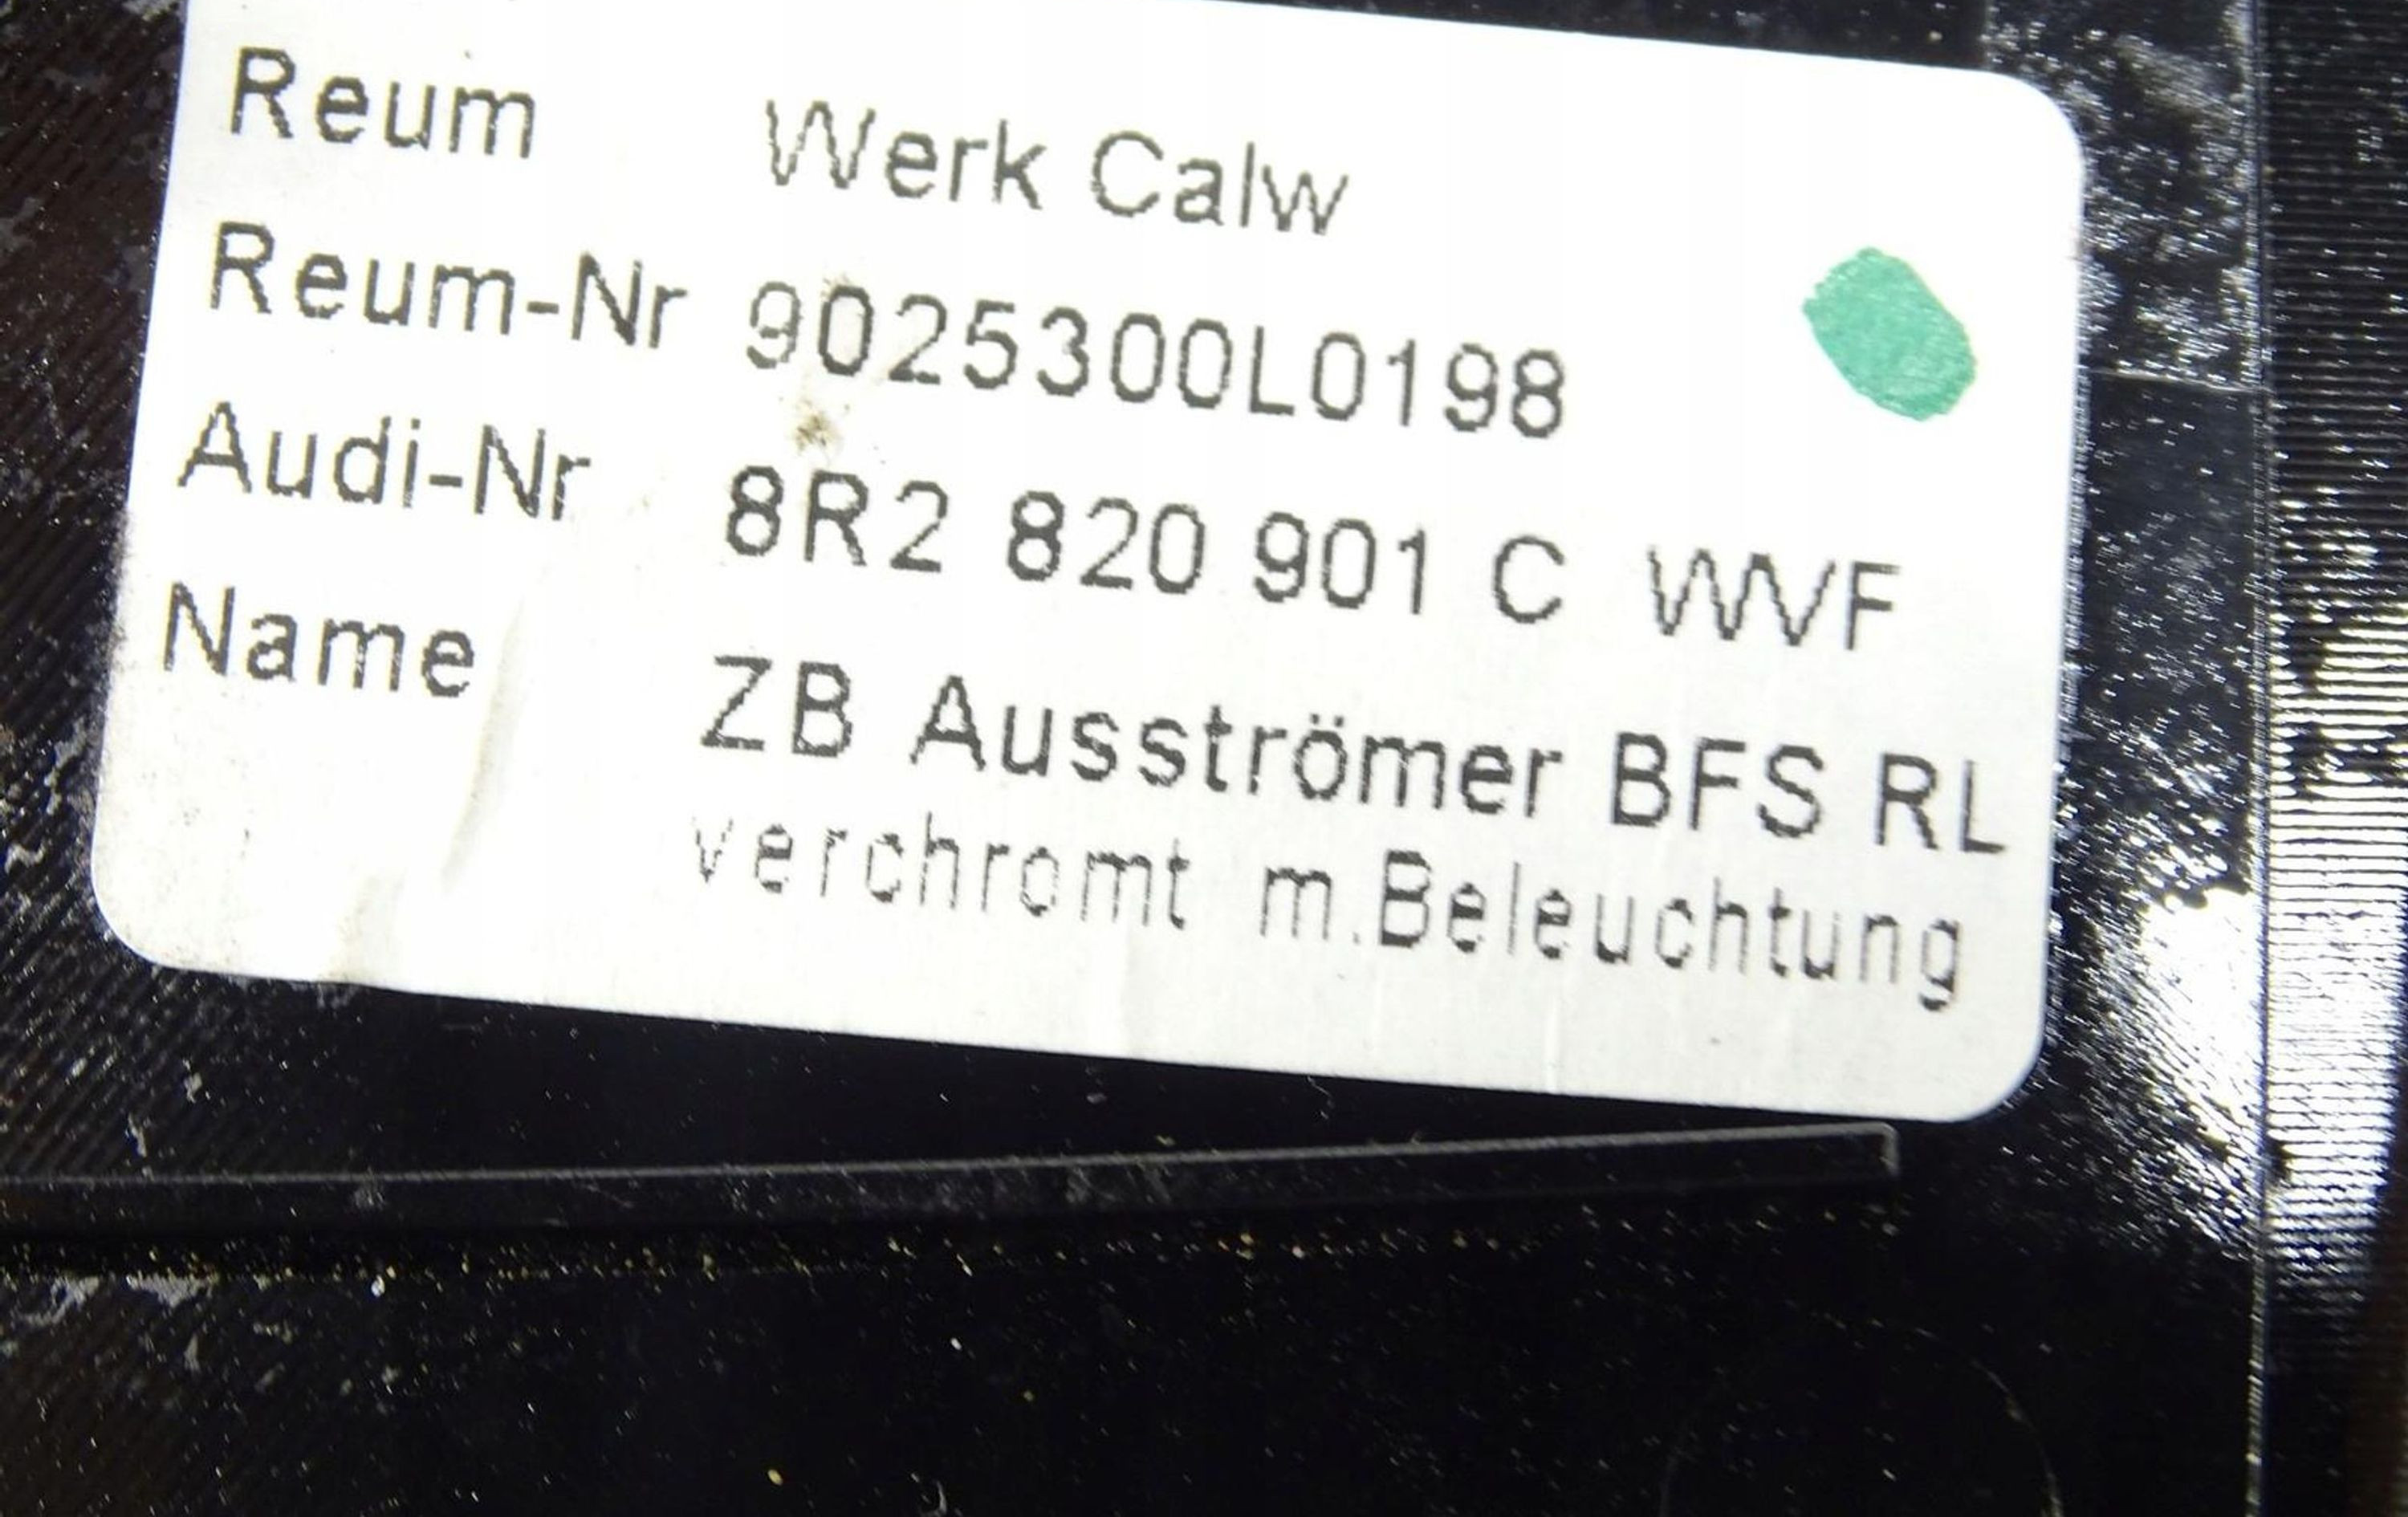 Reum Werk Calw
Reum-Nr 9025300L0198
Audi-Nr 8R2 820 901 C WVF
Name ZB Ausströmer BFS RL
verchromt m.Beleuchtung